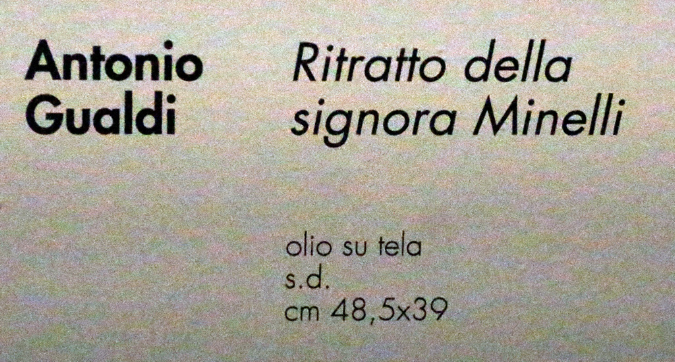 Antonio
Gualdi
Ritratto della
signora Minelli
olio su tela
s.d.
cm 48,5x39